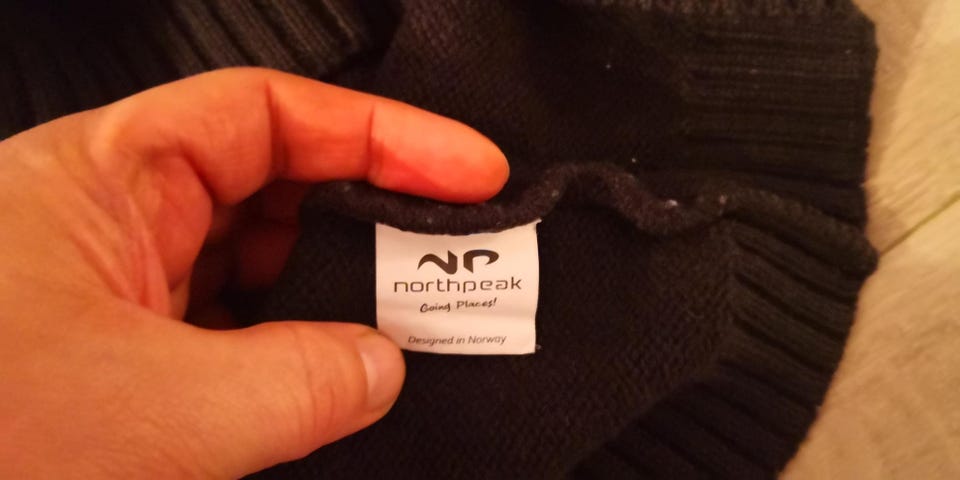 NP
northpeak
Going Places!
Designed in Norway